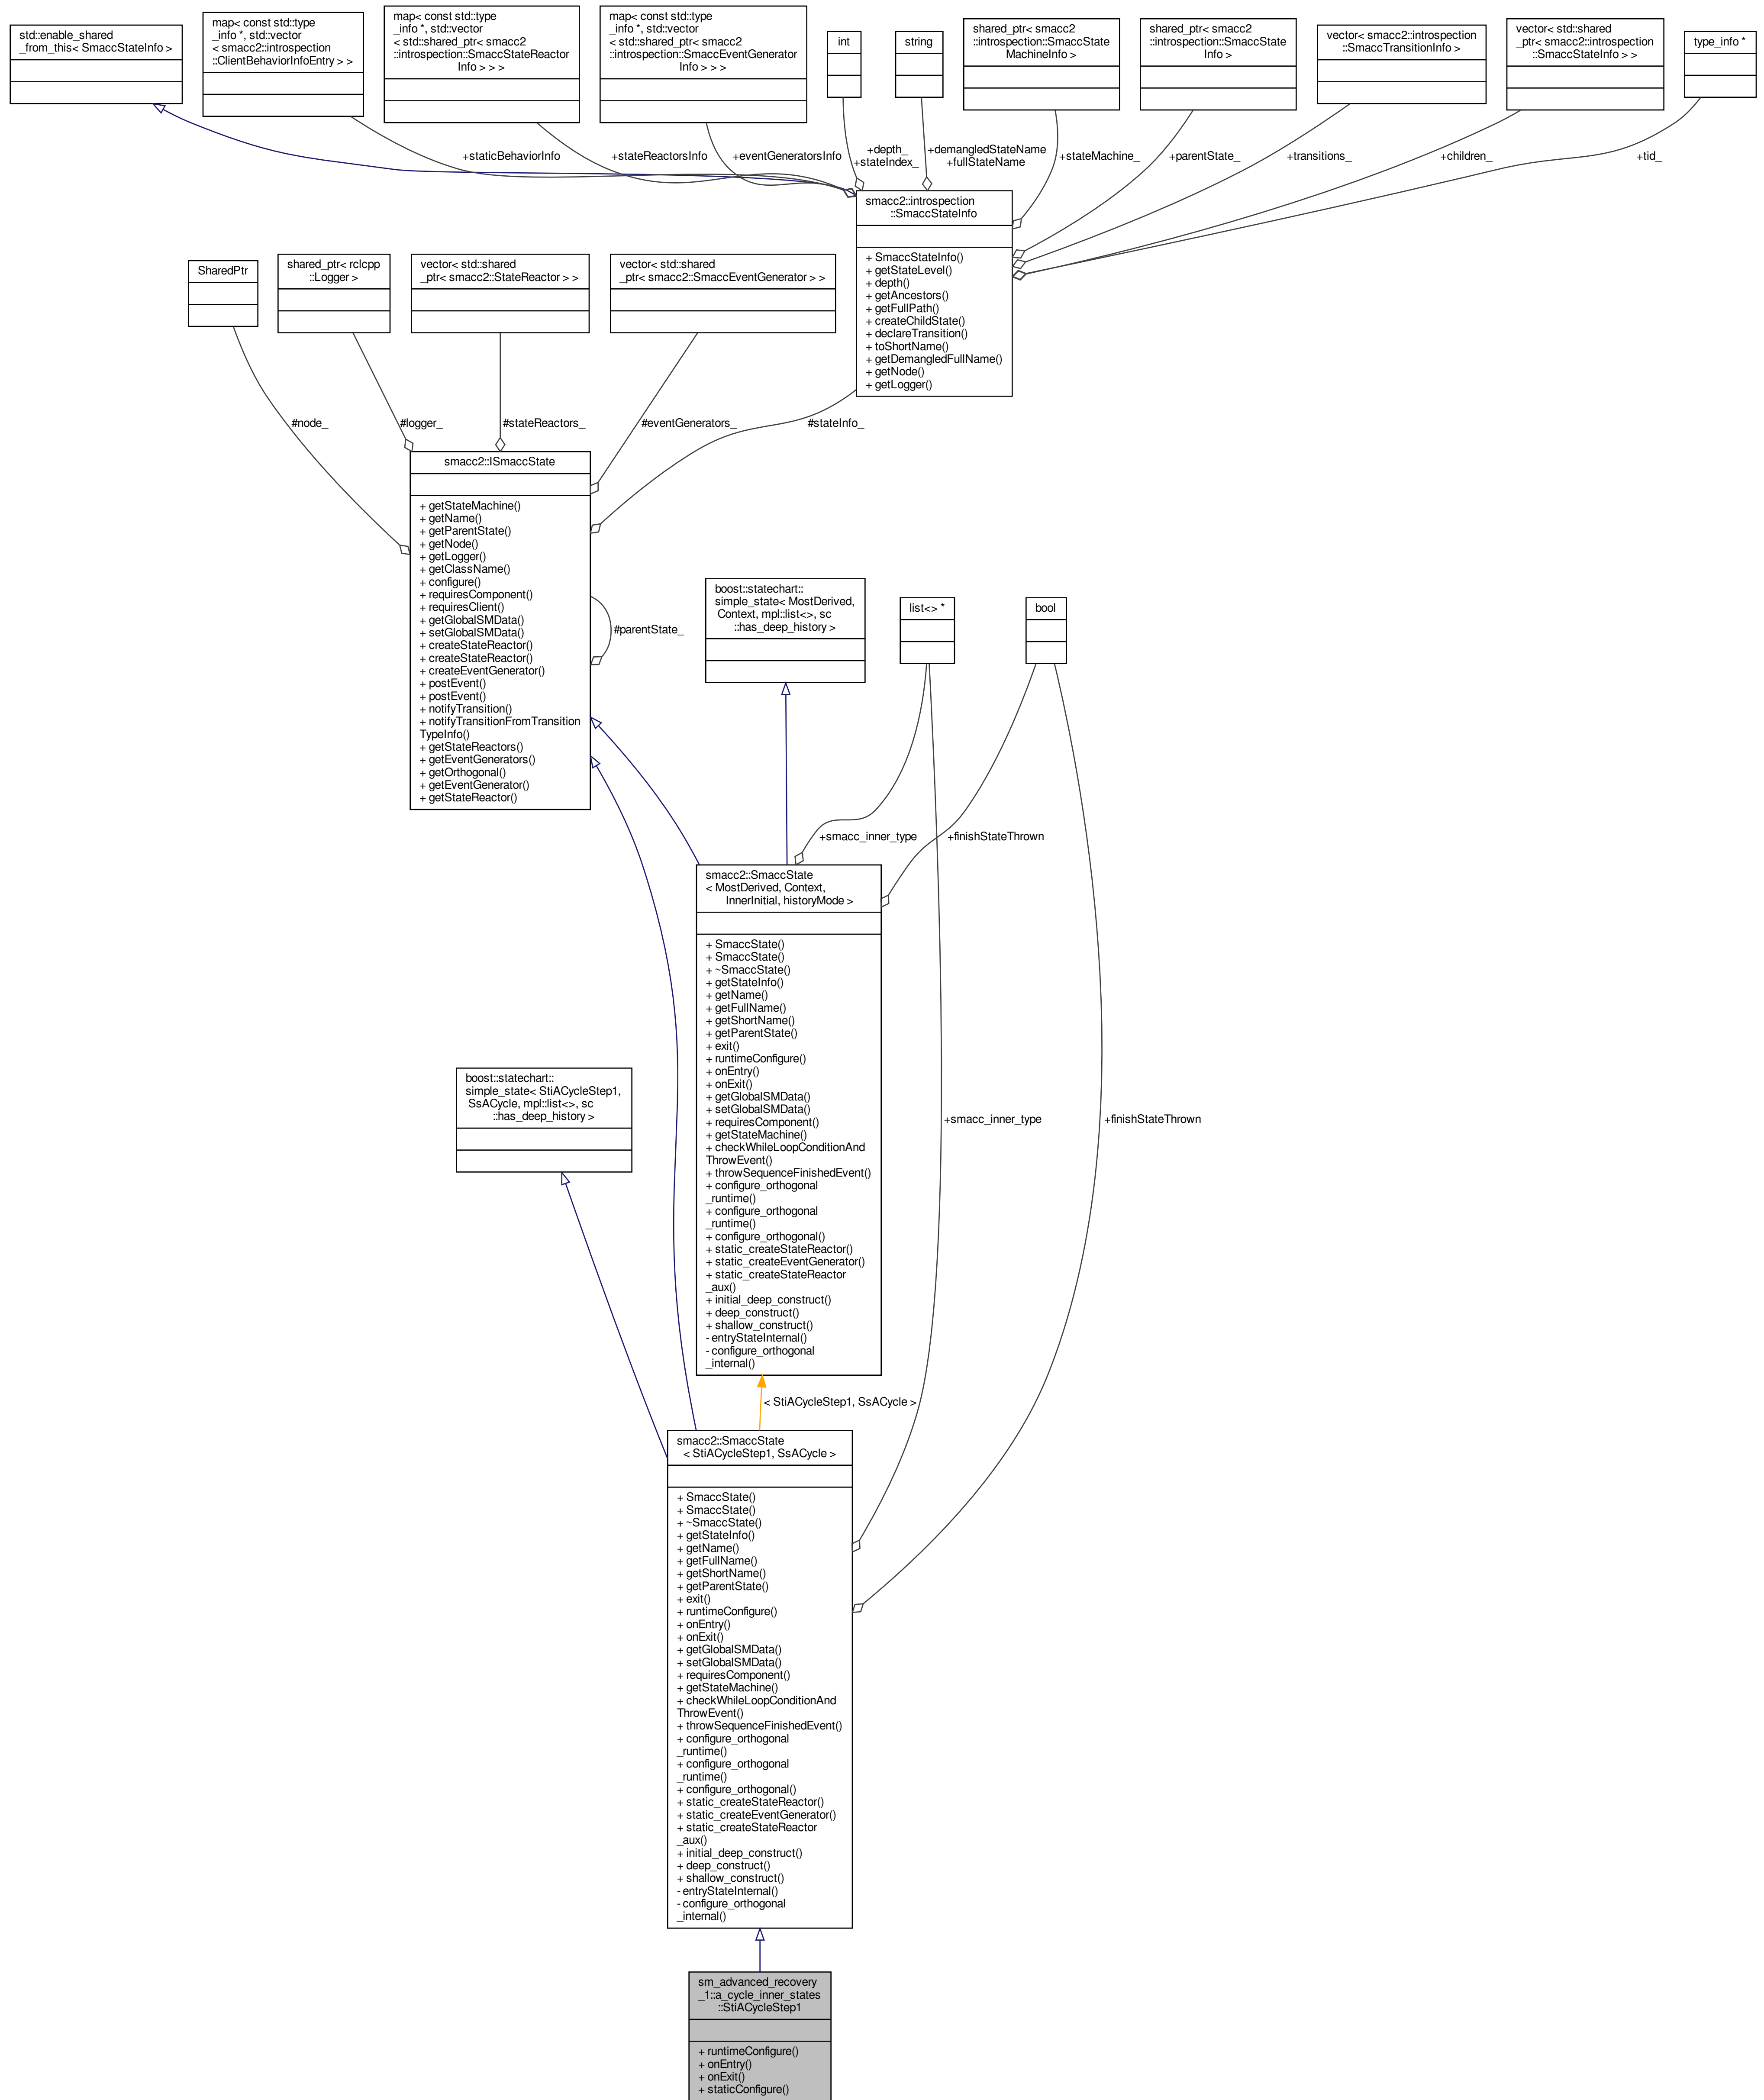 std::enable_shared
_from_this< SmaccStateInfo >
map< const std::type
_info *, std::vector
< smacc2::introspection
::ClientBehaviorInfoEntry > >
map< const std::type
_info *, std::vector
< std::shared_ptr< smacc2
::introspection::SmaccStateReactor
Info > > >
map< const std::type
_info *, std::vector
< std::shared_ptr< smacc2
::introspection::SmaccEventGenerator
Info > > >
int
string
shared_ptr< smacc2
::introspection::SmaccState
MachineInfo >
shared_ptr< smacc2
::introspection::SmaccState
Info >
vector< smacc2::introspection
::SmaccTransitionInfo >
vector< std::shared
_ptr< smacc2::introspection
::SmaccStateInfo > >
type_info *
+staticBehaviorInfo
+stateReactorsInfo
+eventGeneratorsInfo
+depth_
+stateIndex_
+demangledStateName
+fullStateName
+stateMachine_
+parentState_
+transitions_
+children_
+tid_
smacc2::introspection
::SmaccStateInfo
+ SmaccStateInfo()
+ getStateLevel()
+ depth()
+ getAncestors()
+ getFullPath()
+ createChildState()
+ declareTransition()
+ toShortName()
+ getDemangledFullName()
+ getNode()
+ getLogger()
SharedPtr
shared_ptr< rclcpp
::Logger >
vector< std::shared
_ptr< smacc2::StateReactor > >
vector< std::shared
_ptr< smacc2::SmaccEventGenerator > >
#node_
#logger_
#stateReactors_
#eventGenerators_
#stateInfo_
smacc2::ISmaccState
+ getStateMachine()
+ getName()
+ getParentState()
+ getNode()
+ getLogger()
+ getClassName()
+ configure()
+ requiresComponent()
+ requiresClient()
+ getGlobalSMData()
+ setGlobalSMData()
+ createStateReactor()
+ createStateReactor()
+ createEventGenerator()
+ postEvent()
+ postEvent()
+ notifyTransition()
+ notifyTransitionFromTransition
TypeInfo()
+ getStateReactors()
+ getEventGenerators()
+ getOrthogonal()
+ getEventGenerator()
+ getStateReactor()
#parentState_
boost::statechart::
simple_state< MostDerived,
Context, mpl::list<>, sc
::has_deep_history >
list<> *
bool
+smacc_inner_type
+finishStateThrown
smacc2::SmaccState
< MostDerived, Context,
InnerInitial, historyMode >
+ SmaccState()
+ SmaccState()
+ ~SmaccState()
+ getStateInfo()
+ getName()
+ getFullName()
+ getShortName()
+ getParentState()
+ exit()
+ runtimeConfigure()
+ onEntry()
+ onExit()
+ getGlobalSMData()
+ setGlobalSMData()
+ requiresComponent()
+ getStateMachine()
+ checkWhileLoopConditionAnd
ThrowEvent()
+ throwSequenceFinishedEvent()
+ configure_orthogonal
_runtime()
+ configure_orthogonal
_runtime()
+ configure_orthogonal()
+ static_createStateReactor()
+ static_createEventGenerator()
+ static_createStateReactor
_aux()
+ initial_deep_construct()
+ deep_construct()
+ shallow_construct()
- entryStateInternal()
- configure_orthogonal
_internal()
boost::statechart::
simple_state< StiACycleStep1,
SsACycle, mpl::list<>, sc
::has_deep_history >
+smacc_inner_type
+finishStateThrown
< StiACycleStep1, SsACycle >
smacc2::SmaccState
< StiACycleStep1, SsACycle >
+ SmaccState()
+ SmaccState()
+ ~SmaccState()
+ getStateInfo()
+ getName()
+ getFullName()
+ getShortName()
+ getParentState()
+ exit()
+ runtimeConfigure()
+ onEntry()
+ onExit()
+ getGlobalSMData()
+ setGlobalSMData()
+ requiresComponent()
+ getStateMachine()
+ checkWhileLoopConditionAnd
ThrowEvent()
+ throwSequenceFinishedEvent()
+ configure_orthogonal
_runtime()
+ configure_orthogonal
_runtime()
+ configure_orthogonal()
+ static_createStateReactor()
+ static_createEventGenerator()
+ static_createStateReactor
_aux()
+ initial_deep_construct()
+ deep_construct()
+ shallow_construct()
- entryStateInternal()
- configure_orthogonal
_internal()
sm_advanced_recovery
_1::a_cycle_inner_states
::StiACycleStep1
+ runtimeConfigure()
+ onEntry()
+ onExit()
+ staticConfigure()